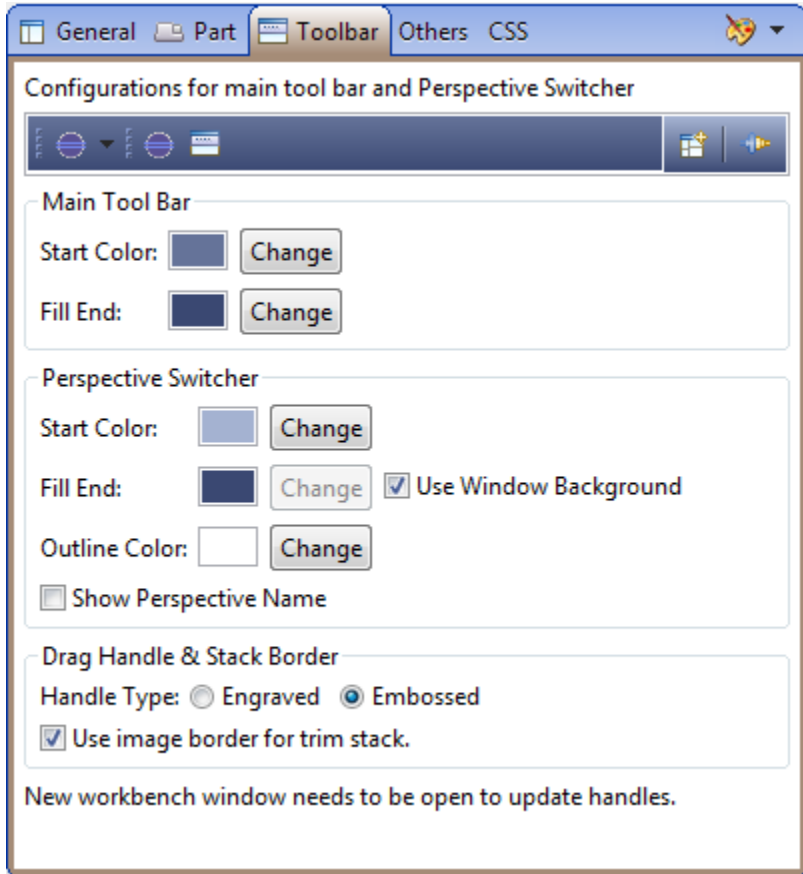 General Part Toolbar Others CSS
Configurations for main tool bar and Perspective Switcher
Main Tool Bar
Start Color: Change
Fill End: Change
Perspective Switcher
Start Color: Change
Fill End: Change Use Window Background
Outline Color: Change
Show Perspective Name
Drag Handle & Stack Border
Handle Type: Engraved Embossed
Use image border for trim stack.
New workbench window needs to be open to update handles.